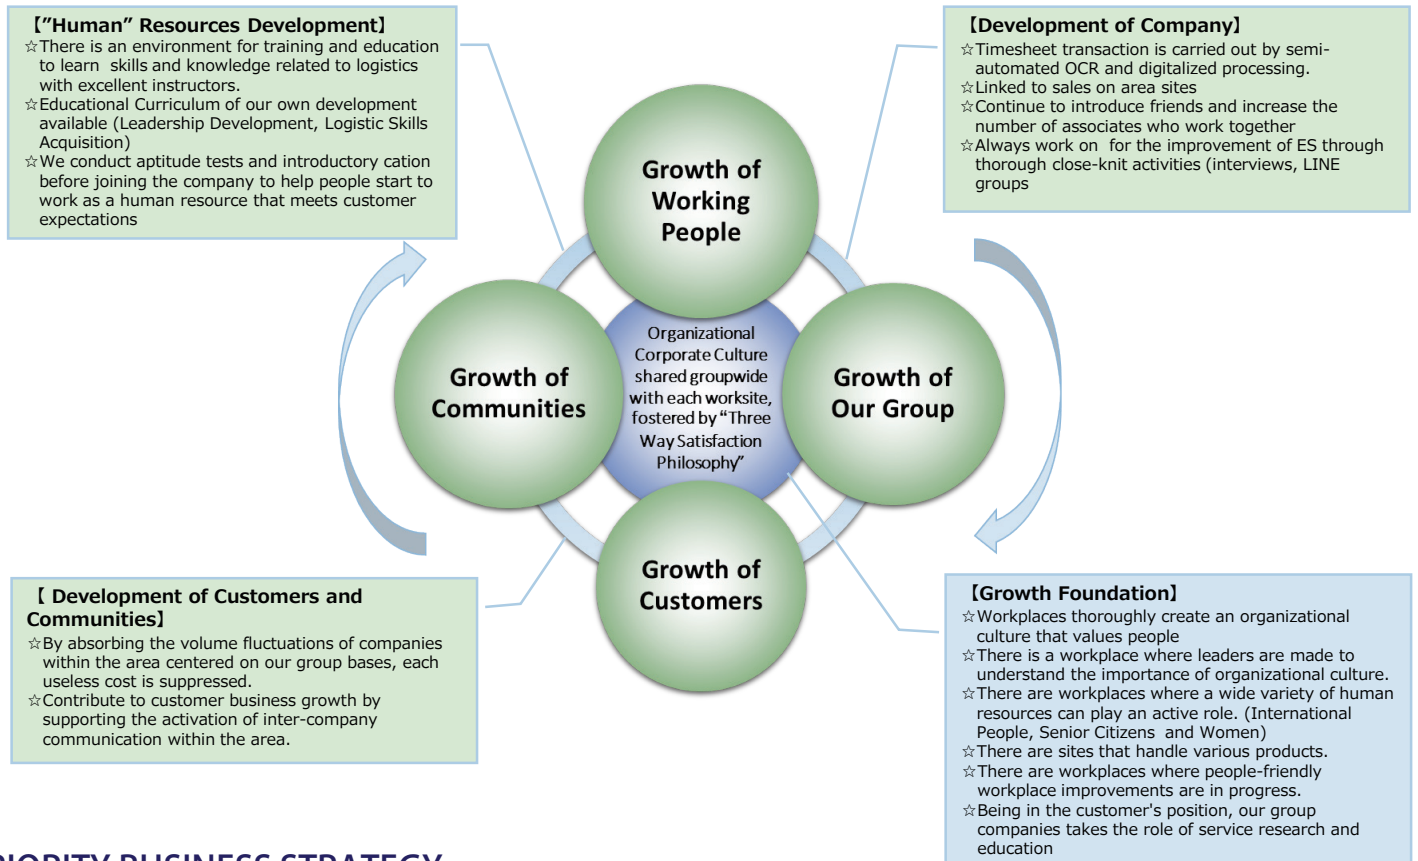 【”Human” Resources Development】
☆There is an environment for training and education
to learn skills and knowledge related to logistics
with excellent instructors.
☆Educational Curriculum of our own development
available (Leadership Development, Logistic Skills
Acquisition)
☆We conduct aptitude tests and introductory cation
before joining the company to help people start to
work as a human resource that meets customer
expectations
【Development of Company】
☆Timesheet transaction is carried out by semi-
automated OCR and digitalized processing.
☆Linked to sales on area sites
☆Continue to introduce friends and increase the
number of associates who work together
☆Always work on for the improvement of ES through
thorough close-knit activities (interviews, LINE
groups
Growth of
Working
People
Growth of
Communities
Organizational
Corporate Culture
shared groupwide
with each worksite,
fostered by “Three
Way Satisfaction
Philosophy”
Growth of
Our Group
Growth of
Customers
【 Development of Customers and
Communities】
☆By absorbing the volume fluctuations of companies
within the area centered on our group bases, each
useless cost is suppressed.
☆Contribute to customer business growth by
supporting the activation of inter-company
communication within the area.
【Growth Foundation】
☆Workplaces thoroughly create an organizational
culture that values people
☆There is a workplace where leaders are made to
understand the importance of organizational culture.
☆There are workplaces where a wide variety of human
resources can play an active role. (International
People, Senior Citizens and Women)
☆There are sites that handle various products.
☆There are workplaces where people-friendly
workplace improvements are in progress.
☆Being in the customer's position, our group
companies takes the role of service research and
education
BUSINESS STRATEGY